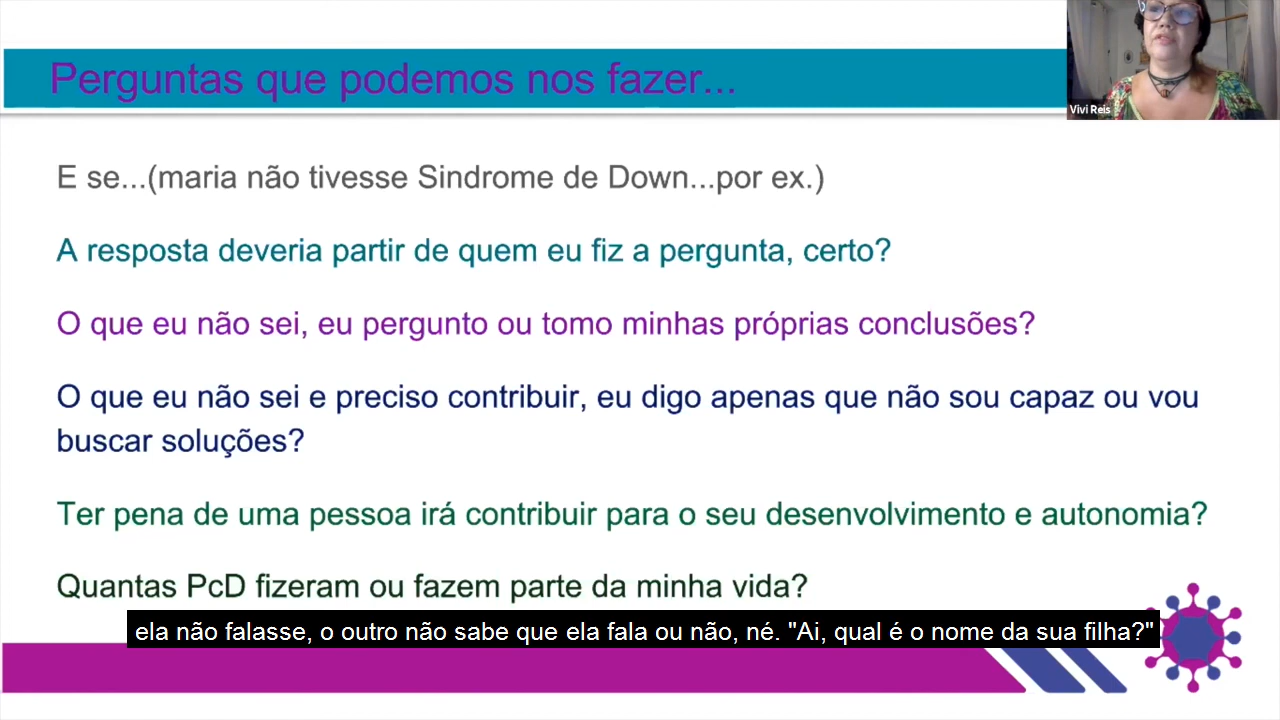 Perguntas que podemos nos fazer...
Vivi Reis
E se...(maria não tivesse Sindrome de Down...por ex.)
A resposta deveria partir de quem eu fiz a pergunta, certo?
O que eu não sei, eu pergunto ou tomo minhas próprias conclusões?
O que eu não sei e preciso contribuir, eu digo apenas que não sou capaz ou vou
buscar soluções?
Ter pena de uma pessoa irá contribuir para o seu desenvolvimento e autonomia?
Quantas PcD fizeram ou fazem parte da minha vida?
ela não falasse, o outro não sabe que ela fala ou não, né. "Ai, qual é o nome da sua filha?"